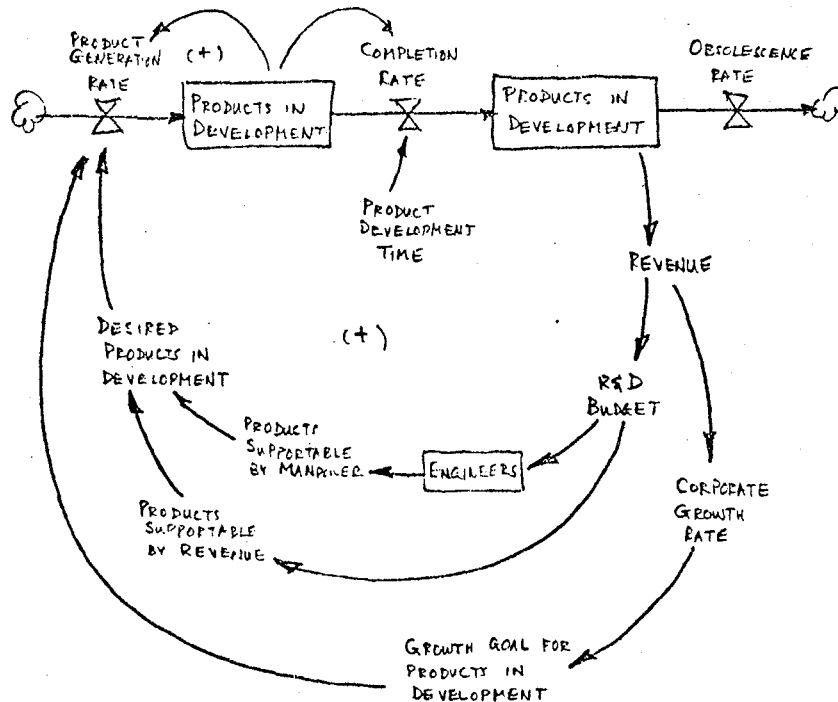 PRODUCT
GENERATION
RATE
(+)
COMPLETION
RATE
OBSOLESCENCE
RATE
PRODUCTS IN
DEVELOPMENT
PRODUCTS IN
DEVELOPMENT
PRODUCT
DEVELOPMENT
TIME
REVENUE
DESIRED
PRODUCTS IN
DEVELOPMENT
(+)
R&D
BUDGET
PRODUCTS
SUPPORTABLE
BY MANPOWER
ENGINEERS
PRODUCTS
SUPPORTABLE
BY REVENUE
CORPORATE
GROWTH
RATE
GROWTH GOAL FOR
PRODUCTS IN
DEVELOPMENT